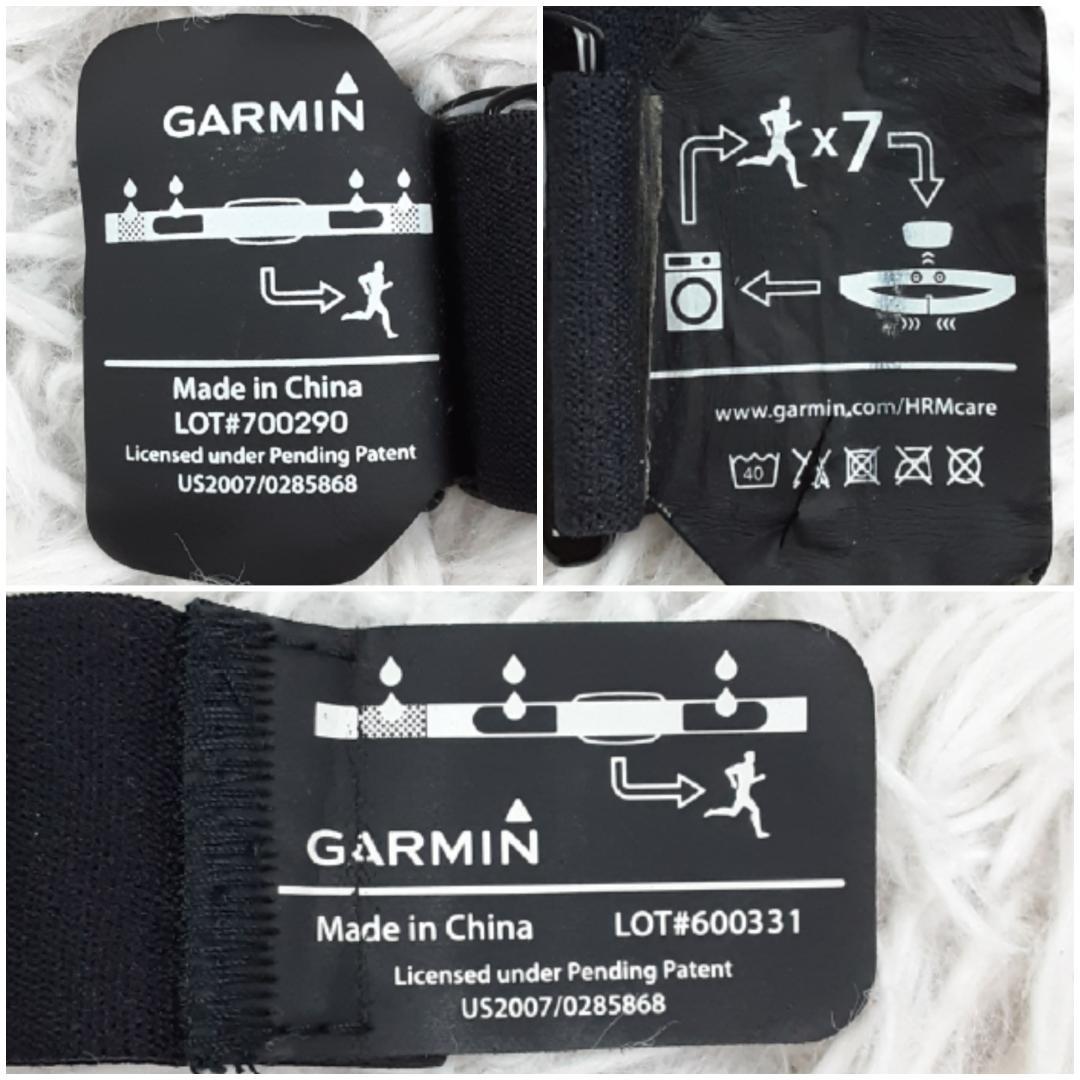 GARMIN
Made in China
LOT#700290
Licensed under Pending Patent
US2007/0285868
x7
www.garmin.com/HRMcare
40
GARMIN
Made in China LOT#600331
Licensed under Pending Patent
US2007/0285868